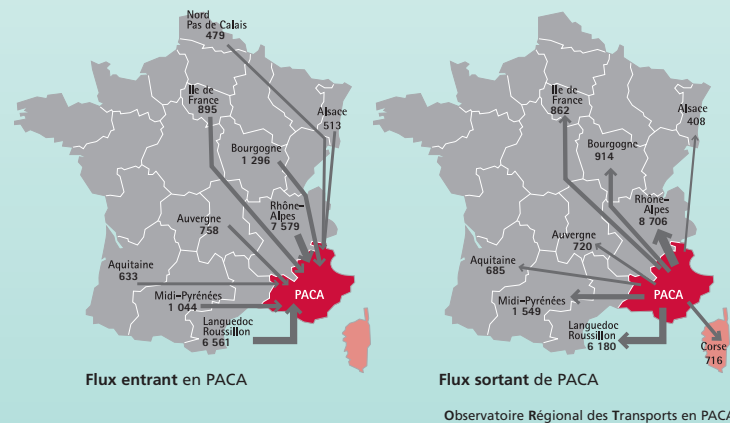 Nord
Pas de Calais
479
Ile de
France
895
Alsace
513
Bourgogne
1 296
Rhône–
Alpes
7 579
Auvergne
758
Aquitaine
633
PACA
Midi–Pyrénées
1 044
Languedoc
Roussillon
6 561
Flux entrant en PACA
Ile de
France
862
Alsace
408
Bourgogne
914
Rhône–
Alpes
8 706
Auvergne
720
Aquitaine
685
PACA
Midi–Pyrénées
1 549
Languedoc
Roussillon
6 180
Corse
716
Flux sortant de PACA
Observatoire Régional des Transports en PACA